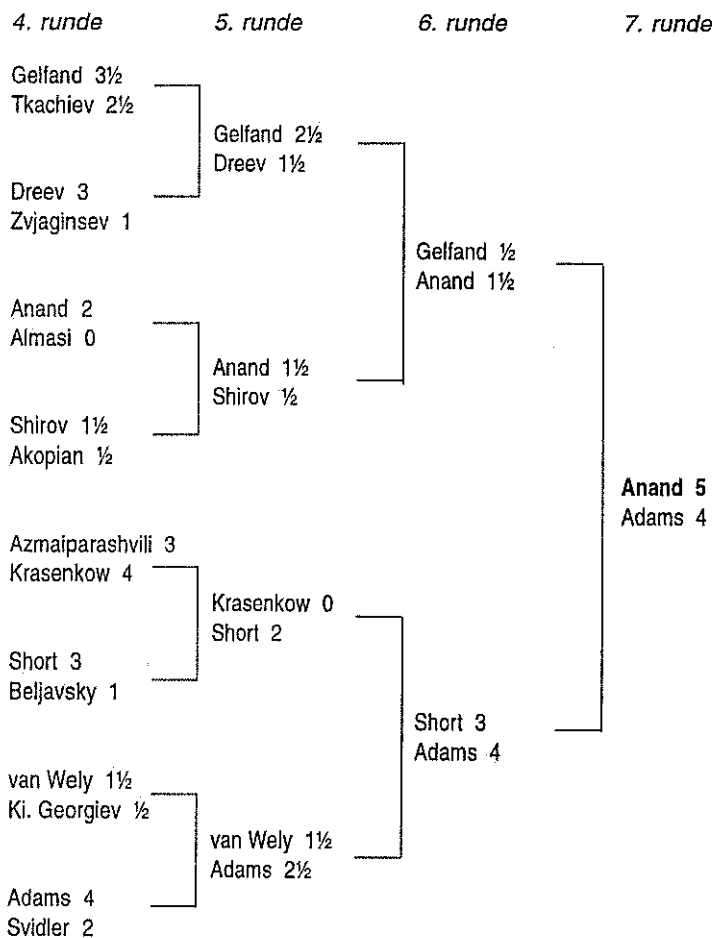 4. runde
5. runde
6. runde
7. runde
Gelfand 3½
Tkachiev 2½
Dreev 3
Zvjaginsev 1
Anand 2
Almasi 0
Shirov 1½
Akopian ½
Azmaiparashvili 3
Krasenkow 4
Short 3
Beljavsky 1
van Wely 1½
Ki. Georgiev ½
Adams 4
Svidler 2
Gelfand 2½
Dreev 1½
Anand 1½
Shirov ½
Krasenkow 0
Short 2
van Wely 1½
Adams 2½
Gelfand ½
Anand 1½
Short 3
Adams 4
Anand 5
Adams 4